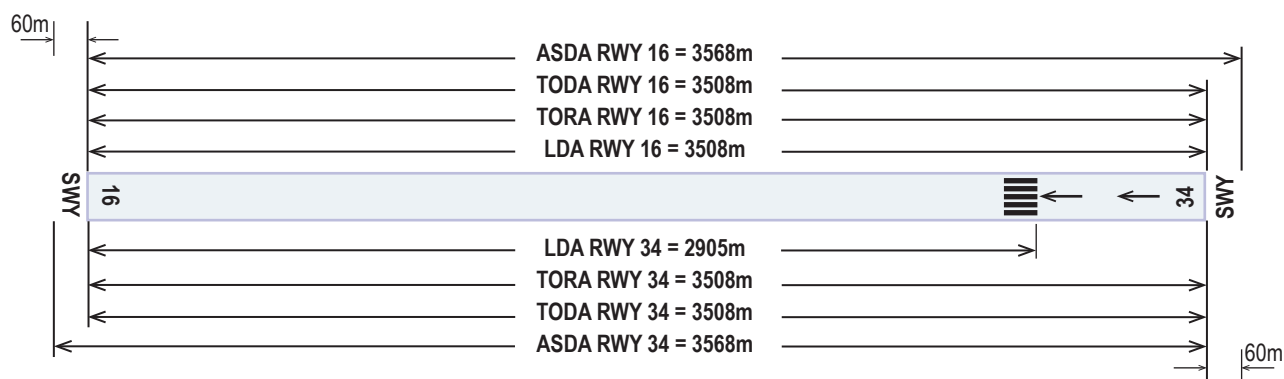 60m
ASDA RWY 16 = 3568m
TODA RWY 16 = 3508m
TORA RWY 16 = 3508m
LDA RWY 16 = 3508m
SWY
16
34
SWY
LDA RWY 34 = 2905m
TORA RWY 34 = 3508m
TODA RWY 34 = 3508m
ASDA RWY 34 = 3568m
60m